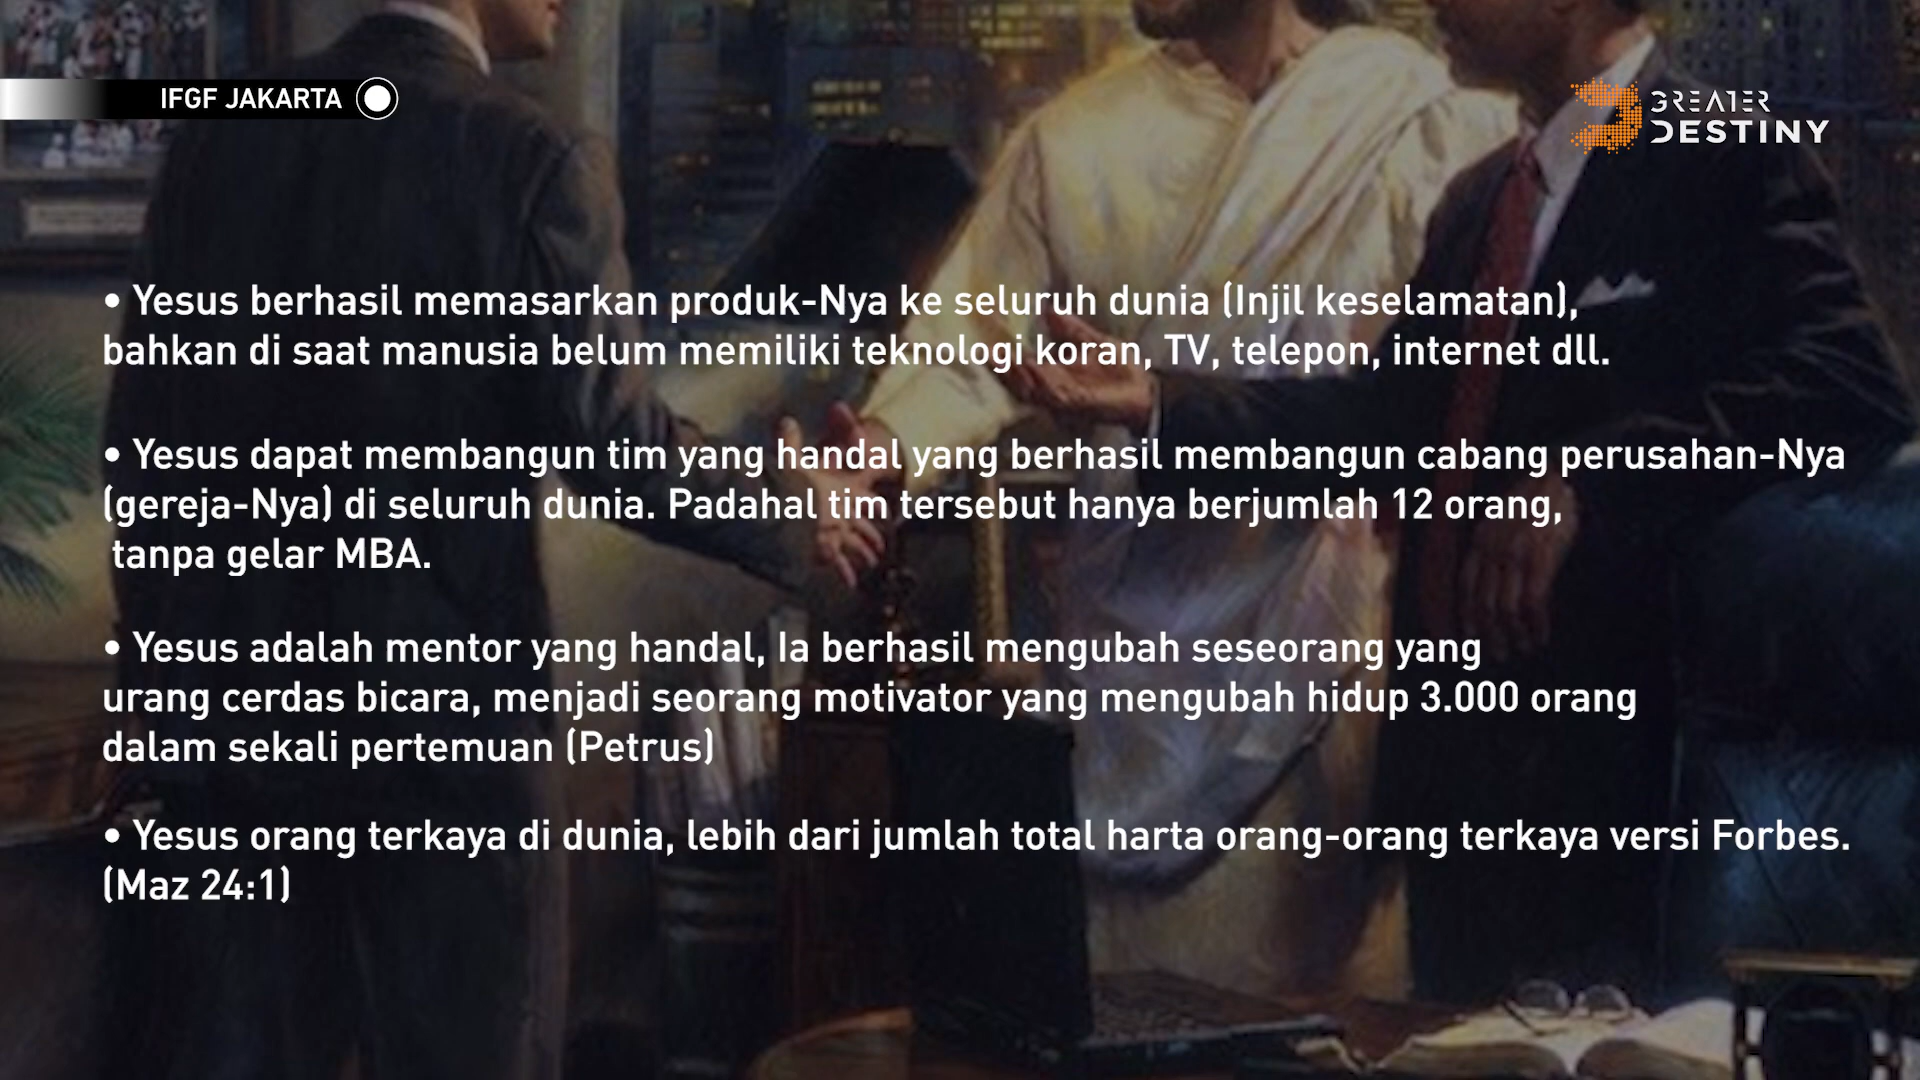 IFGF JAKARTA
GREATER
DESTINY
• Yesus berhasil memasarkan produk-Nya ke seluruh dunia (Injil keselamatan),
bahkan di saat manusia belum memiliki teknologi koran, TV, telepon, internet dll.
• Yesus dapat membangun tim yang handal yang berhasil membangun cabang perusahan-Nya
(gereja-Nya) di seluruh dunia. Padahal tim tersebut hanya berjumlah 12 orang,
tanpa gelar MBA.
• Yesus adalah mentor yang handal, Ia berhasil mengubah seseorang yang
urang cerdas bicara, menjadi seorang motivator yang mengubah hidup 3.000 orang
dalam sekali pertemuan (Petrus)
• Yesus orang terkaya di dunia, lebih dari jumlah total harta orang-orang terkaya versi Forbes.
(Maz 24:1)